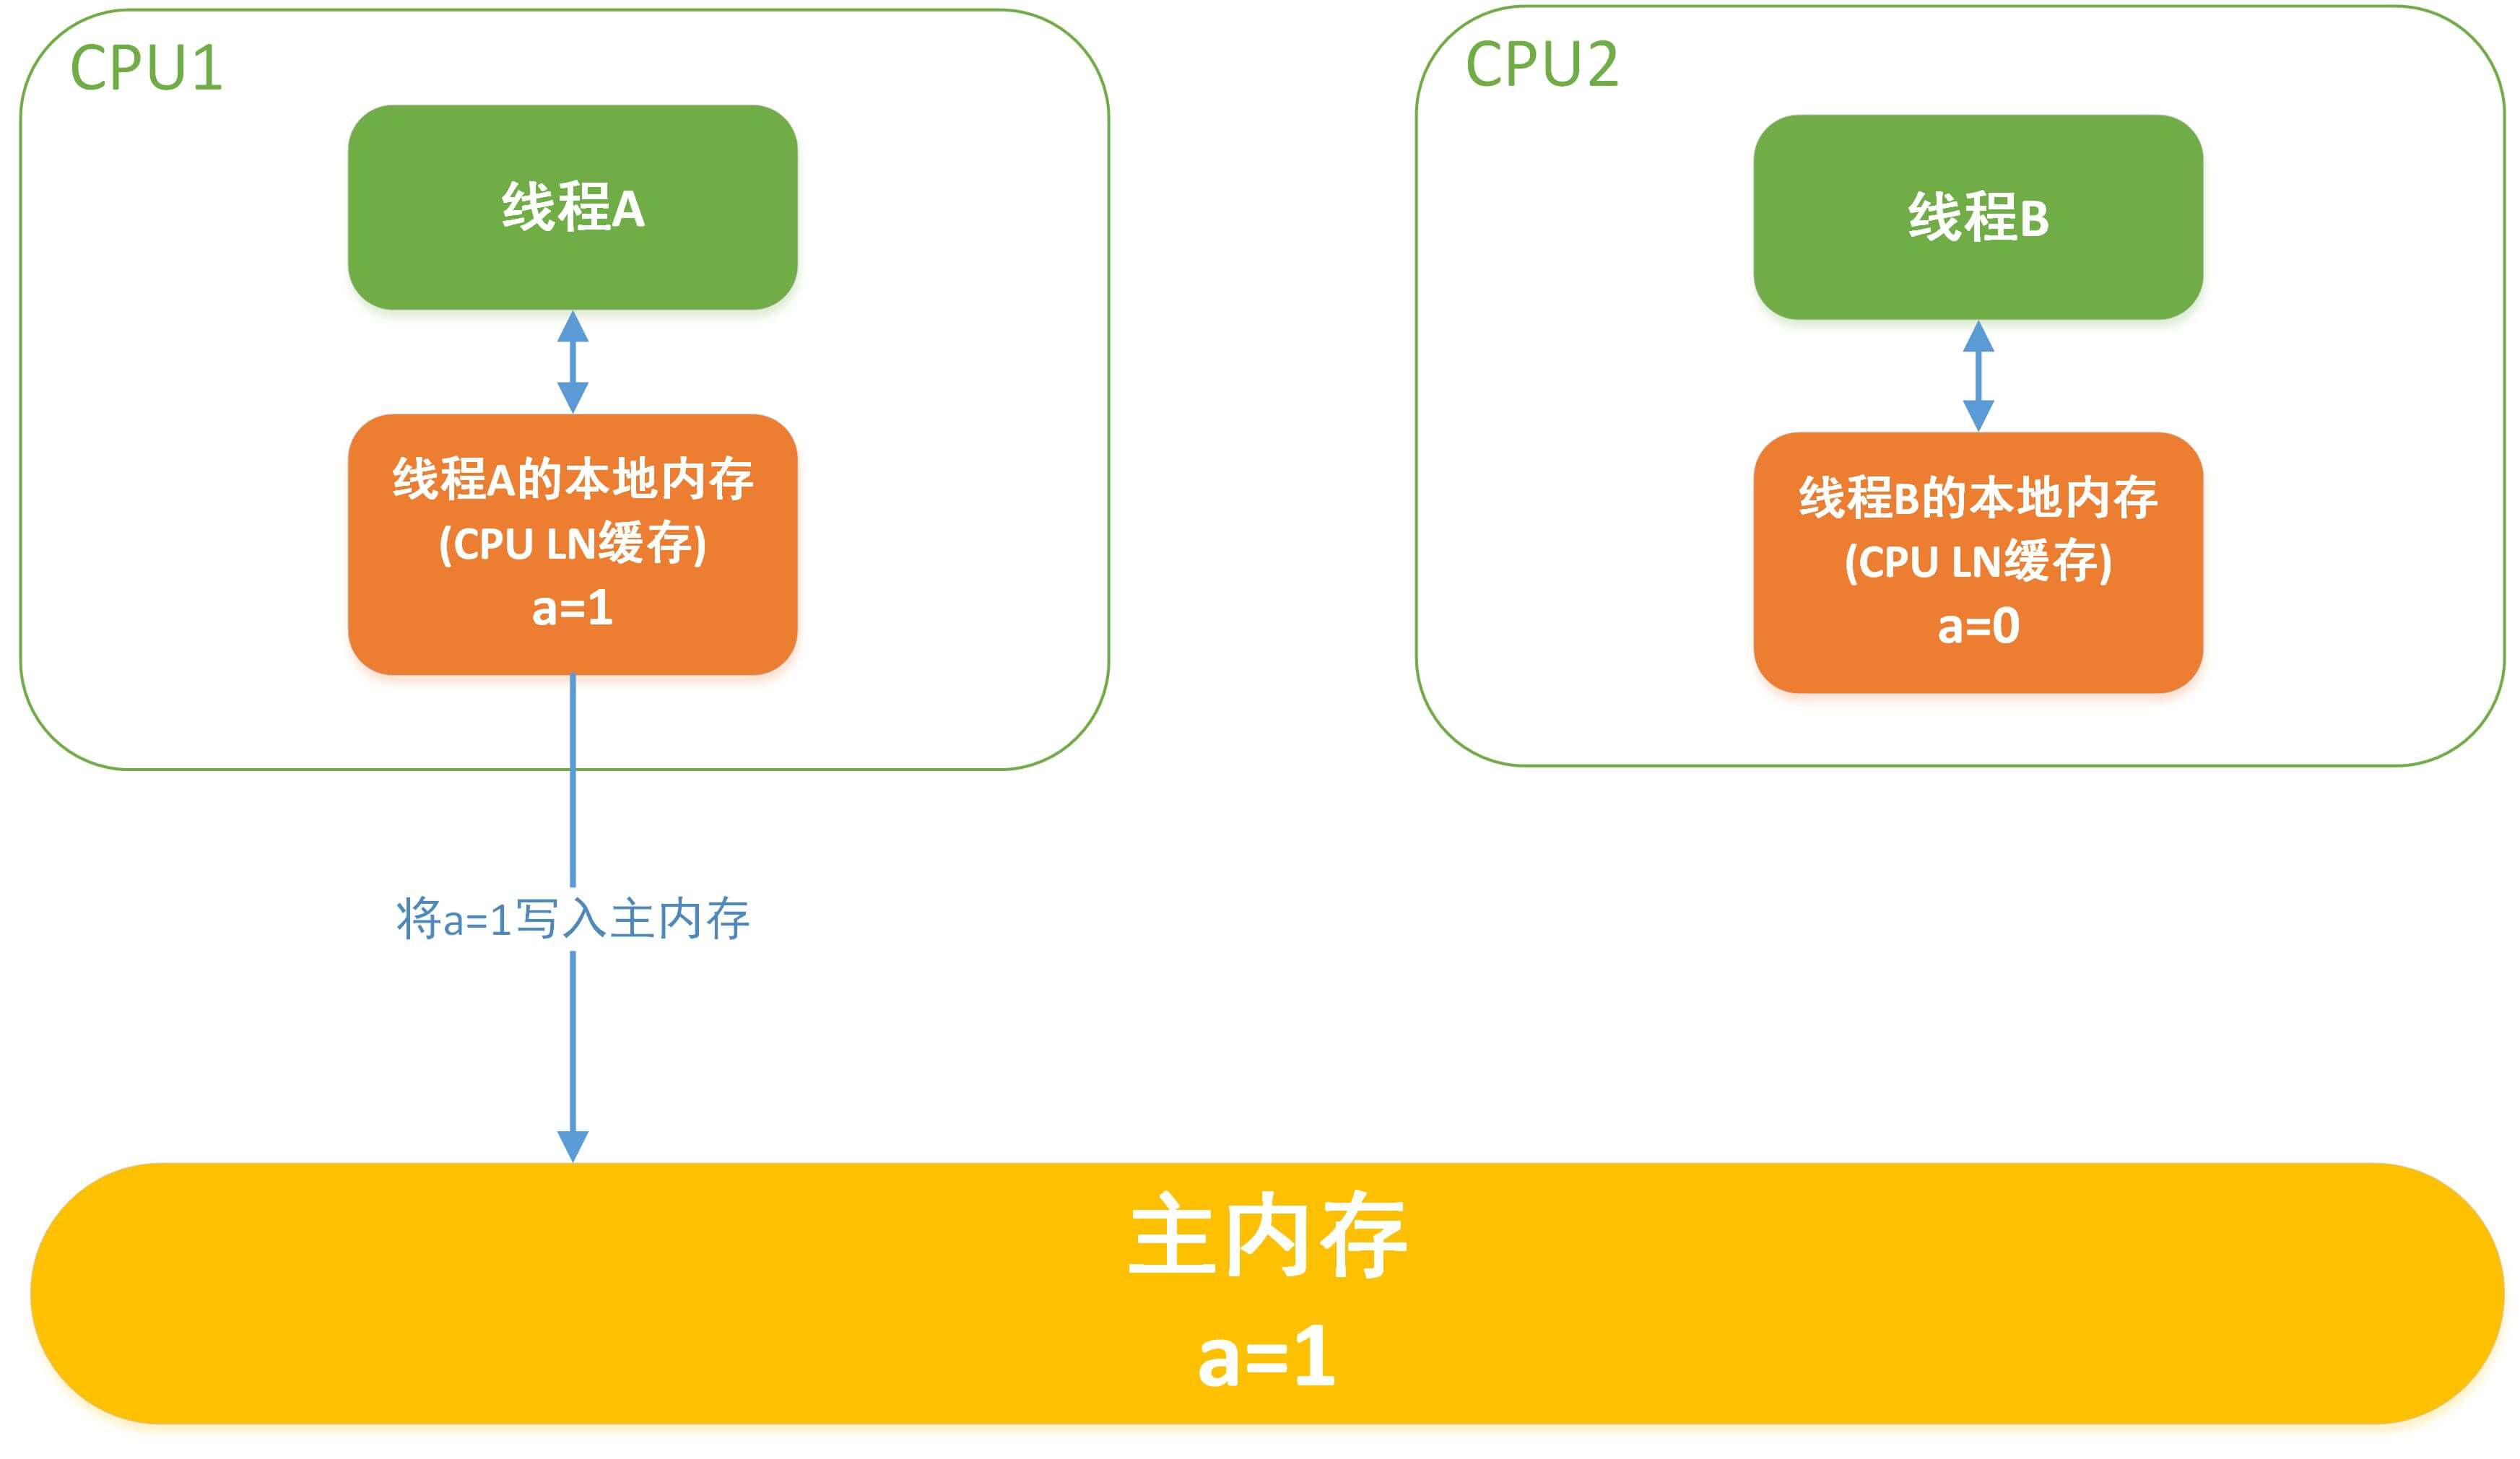 CPU1
线程A
线程A的本地内存
(CPU LN缓存)
a=1
将a=1写入主内存
CPU2
线程B
线程B的本地内存
(CPU LN缓存)
a=0
主内存
a=1